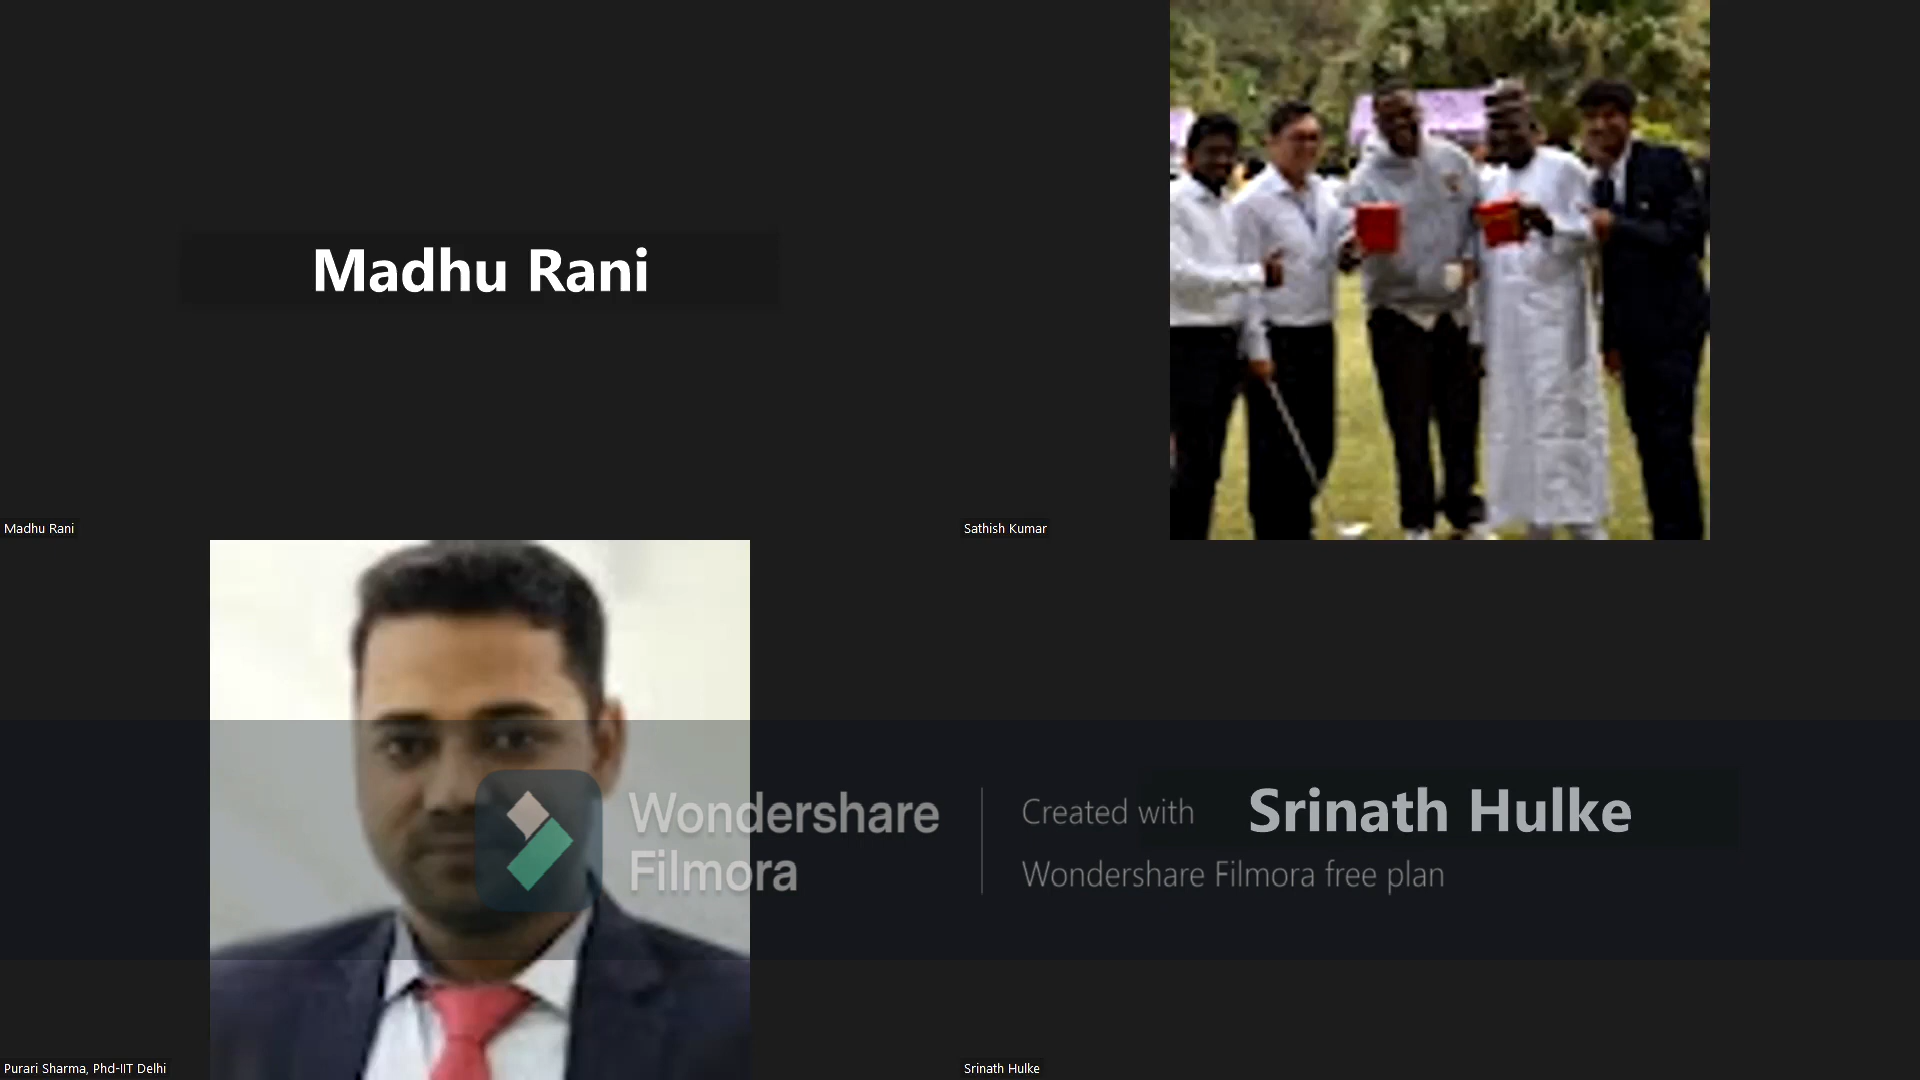 Madhu Rani
Madhu Rani
Sathish Kumar
Wondershare
Filmora
Created with
Wondershare Filmora free plan
Srinath Hulke
Purari Sharma, Phd-IIT Delhi
Srinath Hulke